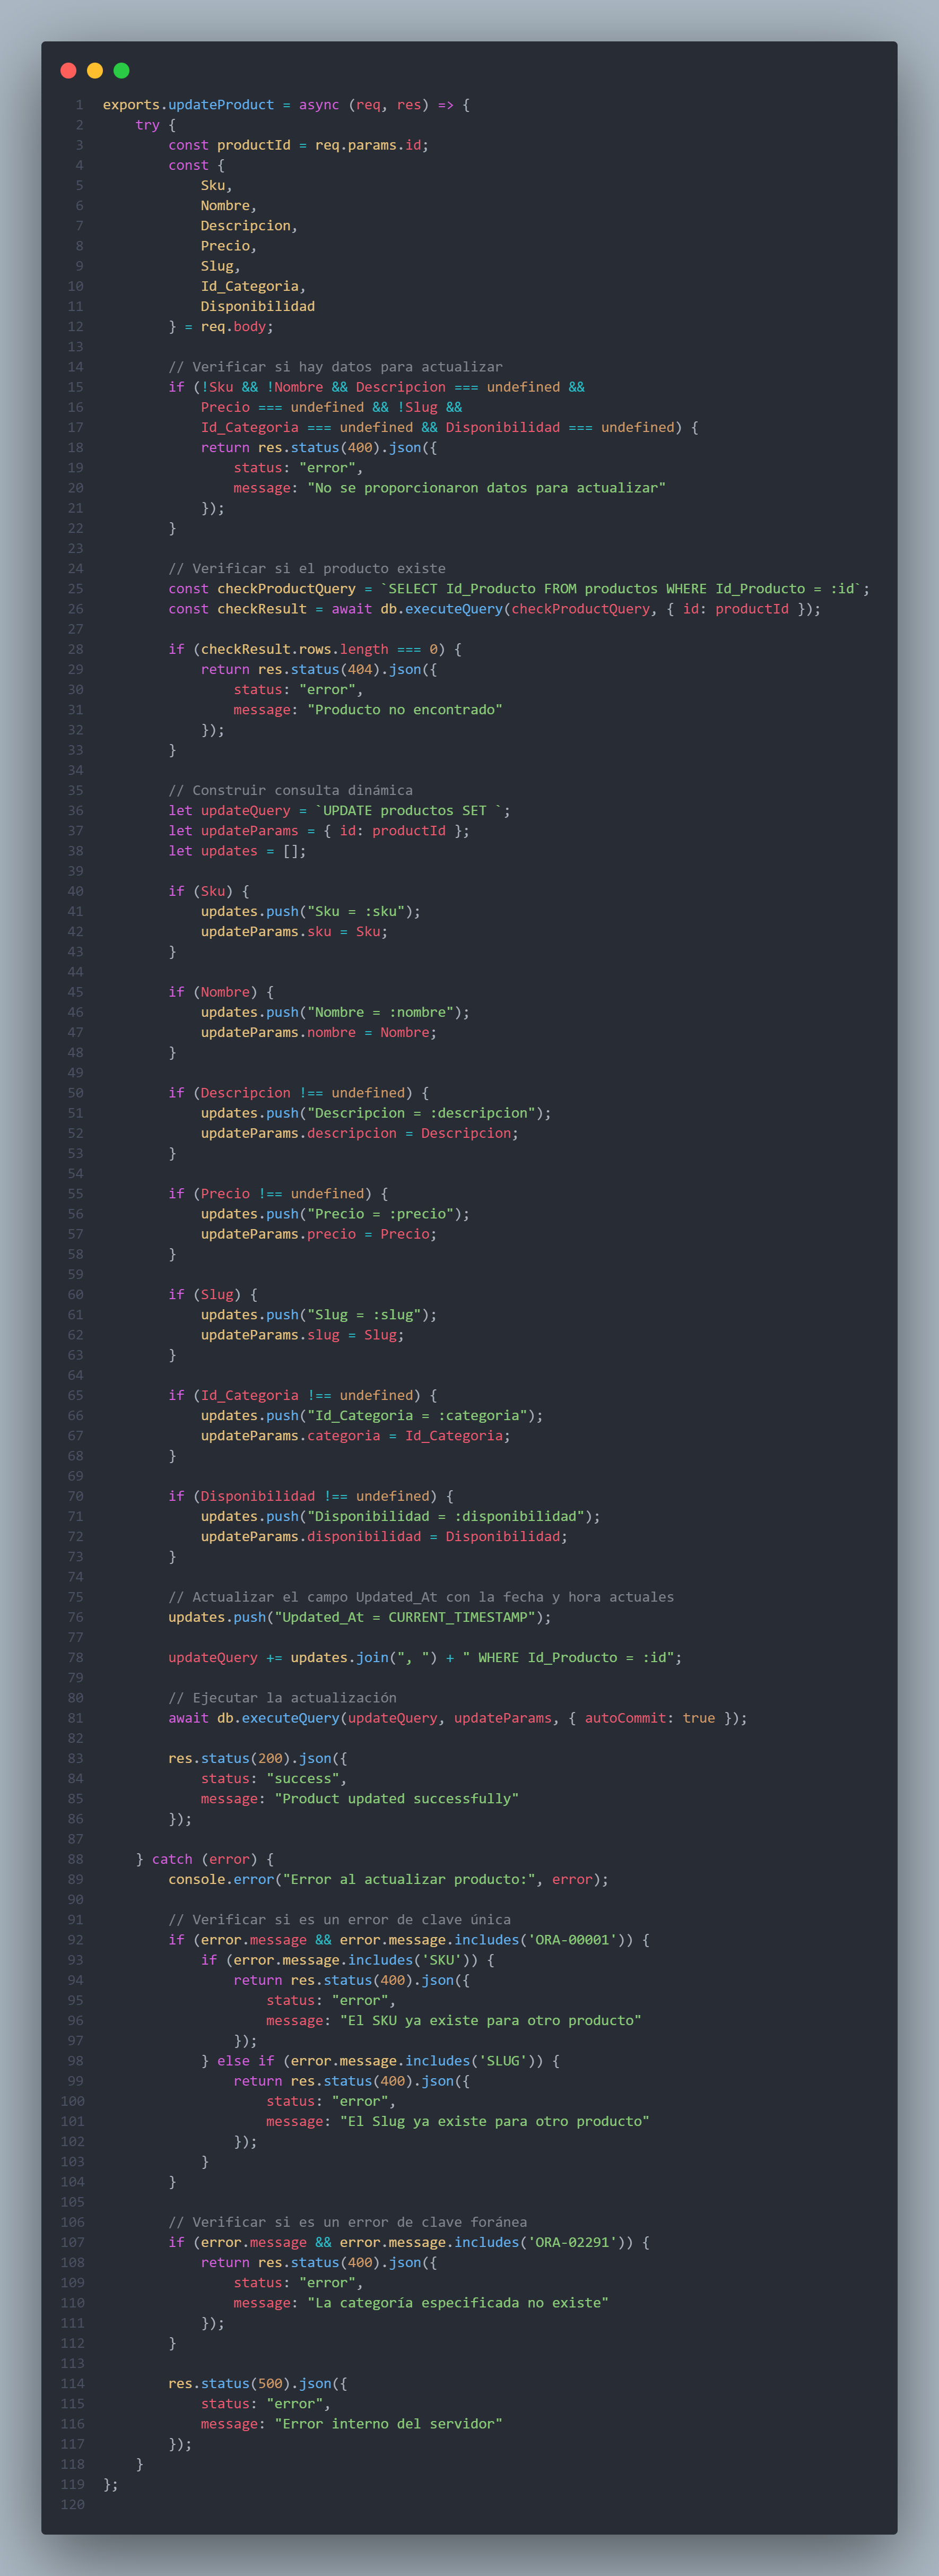 1 exports.updateProduct = async (req, res) => {
2     try {
3         const productId = req.params.id;
4         const {
5             Sku,
6             Nombre,
7             Descripcion,
8             Precio,
9             Slug,
10             Id_Categoria,
11             Disponibilidad
12         } = req.body;
13
14         // Verificar si hay datos para actualizar
15         if (!Sku && !Nombre && Descripcion === undefined &&
16             Precio === undefined && !Slug &&
17             Id_Categoria === undefined && Disponibilidad === undefined) {
18             return res.status(400).json({
19                 status: "error",
20                 message: "No se proporcionaron datos para actualizar"
21             });
22         }
23
24         // Verificar si el producto existe
25         const checkProductQuery = `SELECT Id_Producto FROM productos WHERE Id_Producto = :id`;
26         const checkResult = await db.executeQuery(checkProductQuery, { id: productId });
27
28         if (checkResult.rows.length === 0) {
29             return res.status(404).json({
30                 status: "error",
31                 message: "Producto no encontrado"
32             });
33         }
34
35         // Construir consulta dinámica
36         let updateQuery = `UPDATE productos SET `;
37         let updateParams = { id: productId };
38         let updates = [];
39
40         if (Sku) {
41             updates.push("Sku = :sku");
42             updateParams.sku = Sku;
43         }
44
45         if (Nombre) {
46             updates.push("Nombre = :nombre");
47             updateParams.nombre = Nombre;
48         }
49
50         if (Descripcion !== undefined) {
51             updates.push("Descripcion = :descripcion");
52             updateParams.descripcion = Descripcion;
53         }
54
55         if (Precio !== undefined) {
56             updates.push("Precio = :precio");
57             updateParams.precio = Precio;
58         }
59
60         if (Slug) {
61             updates.push("Slug = :slug");
62             updateParams.slug = Slug;
63         }
64
65         if (Id_Categoria !== undefined) {
66             updates.push("Id_Categoria = :categoria");
67             updateParams.categoria = Id_Categoria;
68         }
69
70         if (Disponibilidad !== undefined) {
71             updates.push("Disponibilidad = :disponibilidad");
72             updateParams.disponibilidad = Disponibilidad;
73         }
74
75         // Actualizar el campo Updated_At con la fecha y hora actuales
76         updates.push("Updated_At = CURRENT_TIMESTAMP");
77
78         updateQuery += updates.join(", ") + " WHERE Id_Producto = :id";
79
80         // Ejecutar la actualización
81         await db.executeQuery(updateQuery, updateParams, { autoCommit: true });
82
83         res.status(200).json({
84             status: "success",
85             message: "Product updated successfully"
86         });
87
88     } catch (error) {
89         console.error("Error al actualizar producto:", error);
90
91         // Verificar si es un error de clave única
92         if (error.message && error.message.includes('ORA-00001')) {
93             if (error.message.includes('SKU')) {
94                 return res.status(400).json({
95                     status: "error",
96                     message: "El SKU ya existe para otro producto"
97                 });
98             } else if (error.message.includes('SLUG')) {
99                 return res.status(400).json({
100                     status: "error",
101                     message: "El Slug ya existe para otro producto"
102                 });
103             }
104         }
105
106         // Verificar si es un error de clave foránea
107         if (error.message && error.message.includes('ORA-02291')) {
108             return res.status(400).json({
109                 status: "error",
110                 message: "La categoría especificada no existe"
111             });
112         }
113
114         res.status(500).json({
115             status: "error",
116             message: "Error interno del servidor"
117         });
118     }
119 };
120